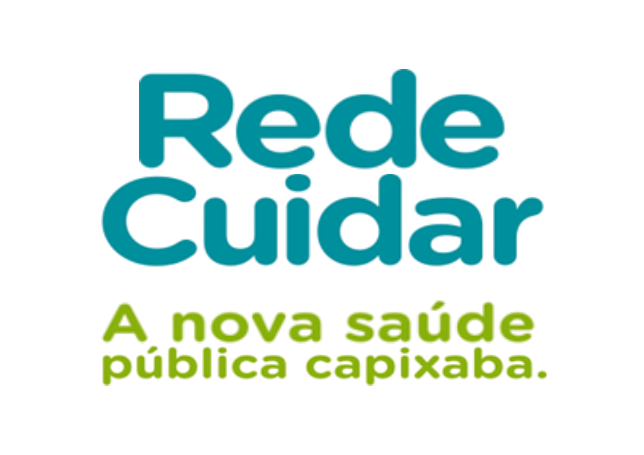 Rede
Cuidar
A nova saúde
pública capixaba.